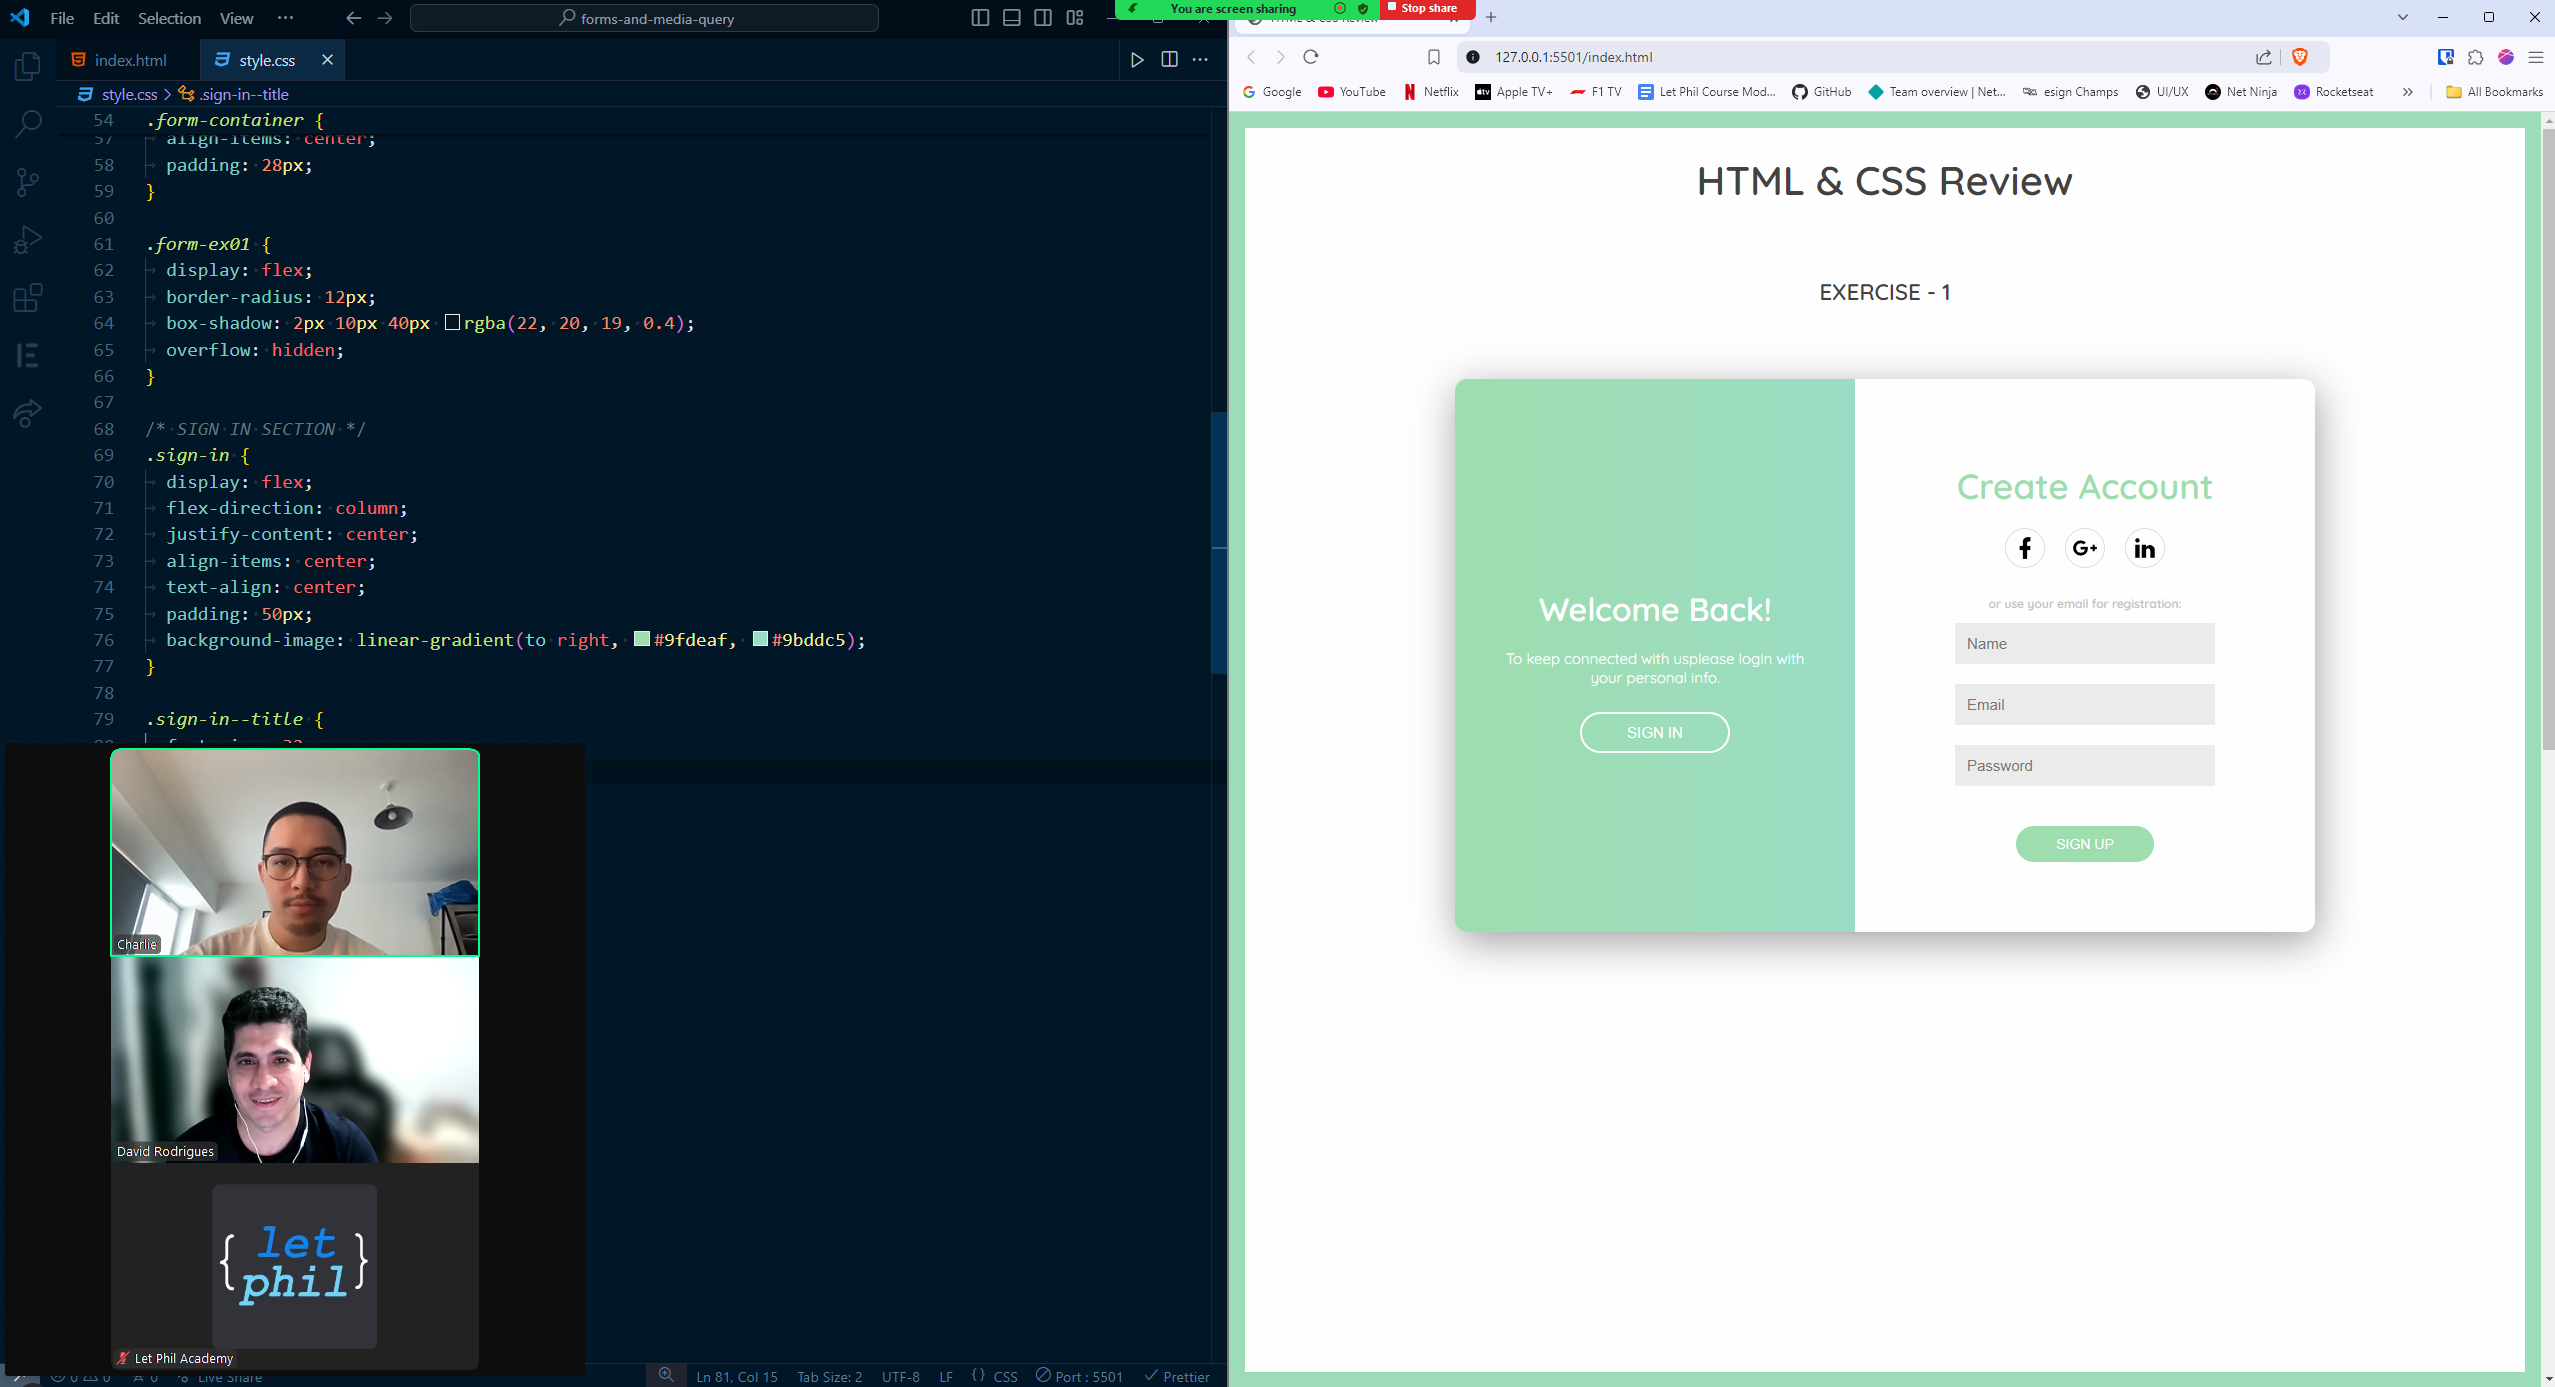 File Edit Selection View ···
forms-and-media-query
index.html
style.css
style.css > .sign-in--title
54 .form-container {
57 align-items: center;
58 padding: 28px;
59 }
60
61 .form-ex01 {
62 display: flex;
63 border-radius: 12px;
64 box-shadow: 2px 10px 40px rgba(22, 20, 19, 0.4);
65 overflow: hidden;
66 }
67
68 /* SIGN IN SECTION */
69 .sign-in {
70 display: flex;
71 flex-direction: column;
72 justify-content: center;
73 align-items: center;
74 text-align: center;
75 padding: 50px;
76 background-image: linear-gradient(to right, #9fdeaf, #9bddc5);
77 }
78
79 .sign-in--title {
Charlie
David Rodrigues
{let
phil}
Let Phil Academy
Live Share
Ln 81, Col 15 Tab Size: 2 UTF-8 LF {} CSS Port : 5501 Prettier
You are screen sharing Stop share
HTML & CSS Review
127.0.0.1:5501/index.html
Google YouTube Netflix Apple TV+ F1 TV Let Phil Course Mod... GitHub Team overview | Net... esign Champs UI/UX Net Ninja Rocketseat » All Bookmarks
HTML & CSS Review
EXERCISE - 1
Welcome Back!
To keep connected with usplease login with
your personal info.
SIGN IN
Create Account
f G+ in
or use your email for registration:
Name
Email
Password
SIGN UP